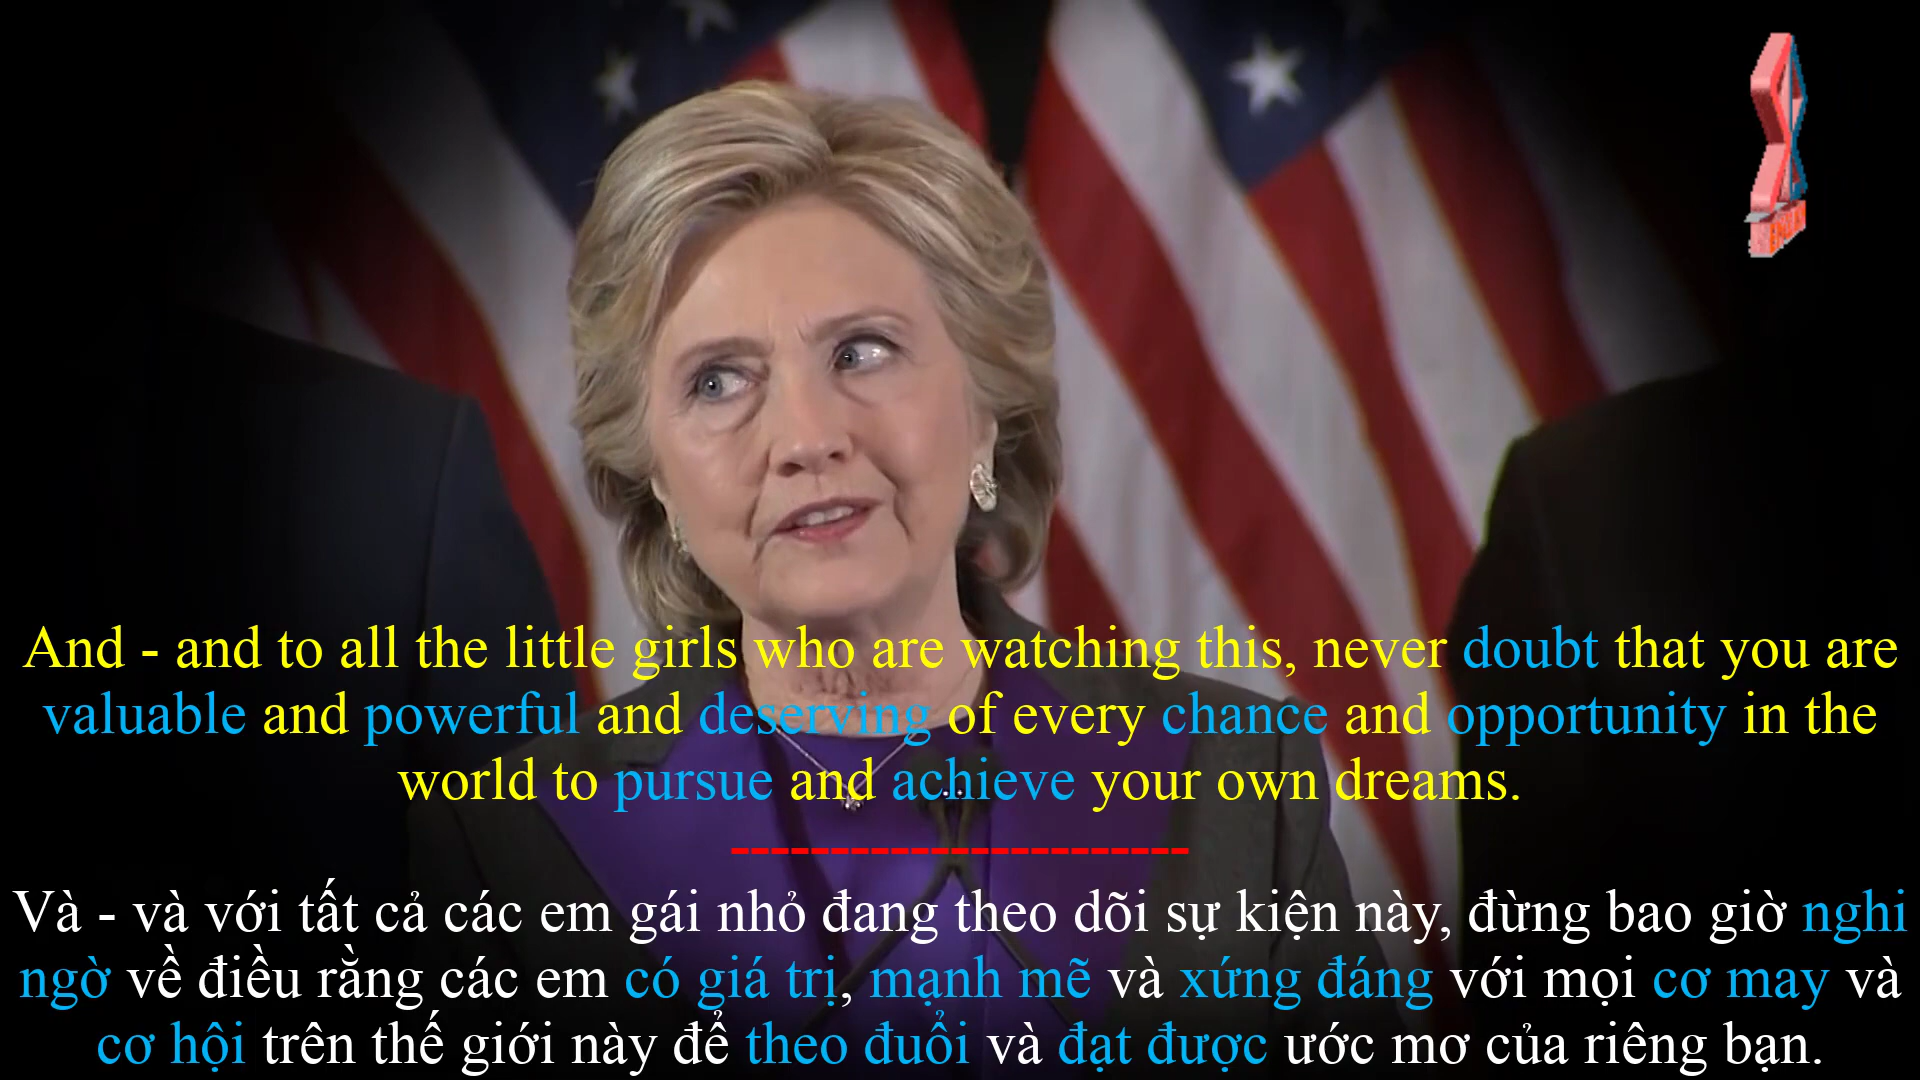 And - and to all the little girls who are watching this, never doubt that you are
valuable and powerful and deserving of every chance and opportunity in the
world to pursue and achieve your own dreams.
-----------------------
Và - và với tất cả các em gái nhỏ đang theo dõi sự kiện này, đừng bao giờ nghi
ngờ về điều rằng các em có giá trị, mạnh mẽ và xứng đáng với mọi cơ may và
cơ hội trên thế giới này để theo đuổi và đạt được ước mơ của riêng bạn.